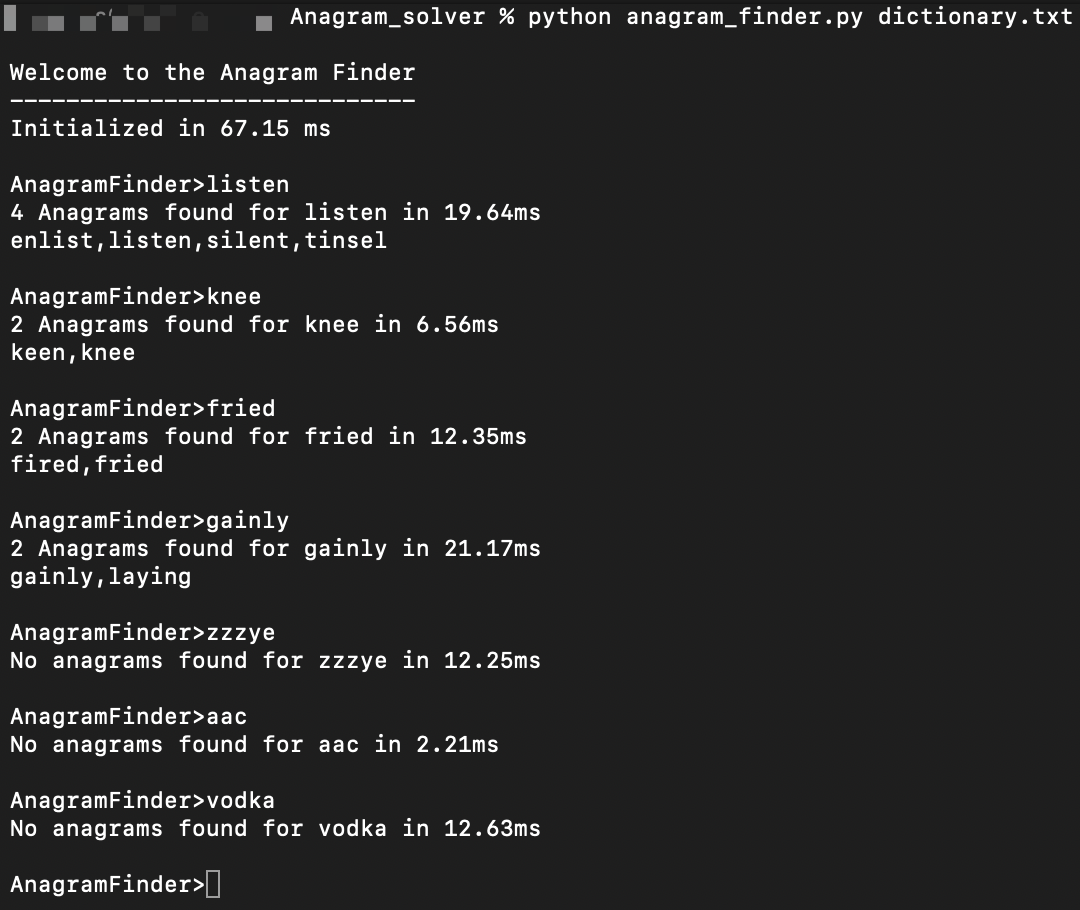 Anagram_solver % python anagram_finder.py dictionary.txt
Welcome to the Anagram Finder
-----------------------------
Initialized in 67.15 ms
AnagramFinder>listen
4 Anagrams found for listen in 19.64ms
enlist,listen,silent,tinsel
AnagramFinder>knee
2 Anagrams found for knee in 6.56ms
keen,knee
AnagramFinder>fried
2 Anagrams found for fried in 12.35ms
fired,fried
AnagramFinder>gainly
2 Anagrams found for gainly in 21.17ms
gainly,laying
AnagramFinder>zzzye
No anagrams found for zzzye in 12.25ms
AnagramFinder>aac
No anagrams found for aac in 2.21ms
AnagramFinder>vodka
No anagrams found for vodka in 12.63ms
AnagramFinder>